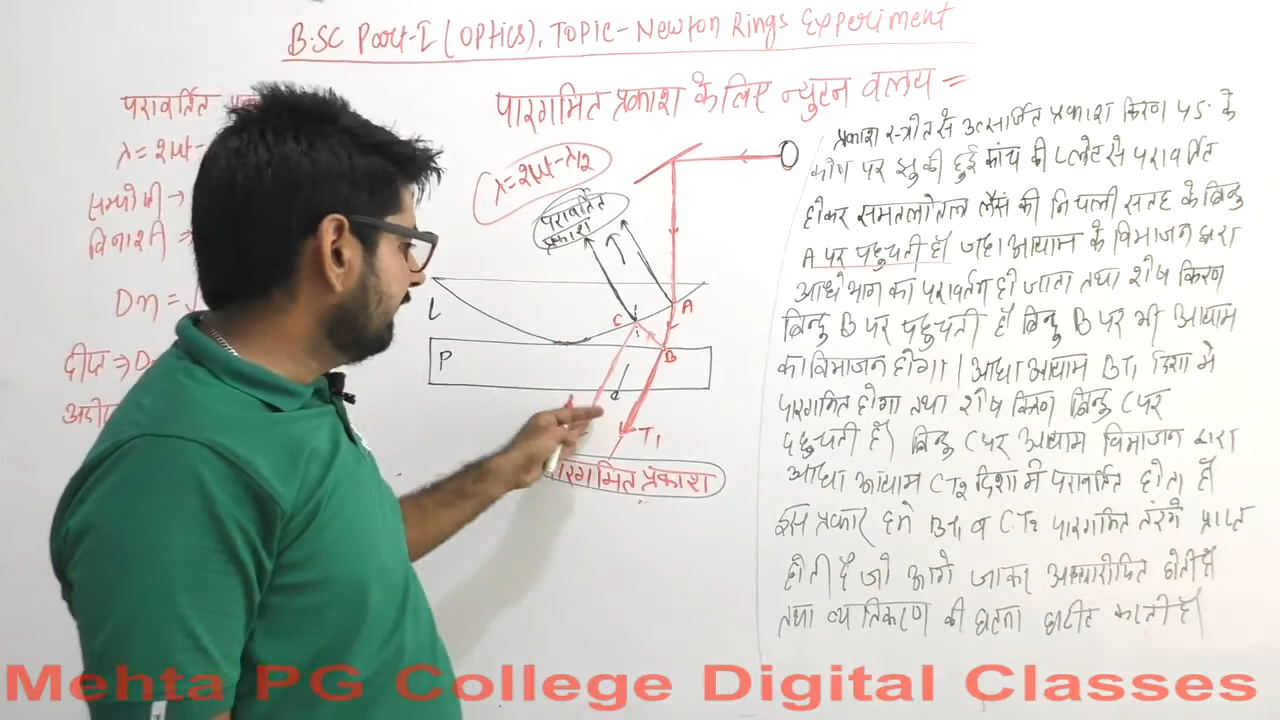 B.SC Part-I (Optics), Topic-Newton Rings Experiment
पारगमित प्रकाश के लिए न्युटन वलय =
परावर्तित
λ=2μt-
सम्पोषी →
विनाशी ⇒
Dn =
दीप्त ⇒ D
अदीप्त
λ=2μt-λ/2
परावर्तित
प्रकाश
A
C
B
L
P
T1
पारगमित प्रकाश
प्रकाश स्त्रोत से उत्सर्जित प्रकाश किरण 45° के
कोण पर झुकी हुई कांच की प्लेट से परावर्तित
होकर समतलोतल लैंस की निचली सतह के बिन्दु
A पर पहुचती हैं जहा आयाम के विभाजन द्वारा
आधे भाग का परावर्तन हो जाता तथा शेष किरण
बिन्दु B पर पहुचती हैं बिन्दु B पर भी आयाम
का विभाजन होगा। आधा आयाम BT1 दिशा मे
पारगमित होगा तथा शेष किरण बिन्दु C पर
पहुचती हैं। बिन्दु C पर आयाम विभाजन द्वारा
आधा आयाम CT2 दिशा मे परावर्तित होता हैं
इस प्रकार हमे BT1 व CT2 पारगमित तंरगे प्राप्त
होती है जो आगे जाकर अध्यारोपित होती हैं
तथा व्यतिकरण की घटना घटीत करती हैं।
Mehta PG College Digital Classes